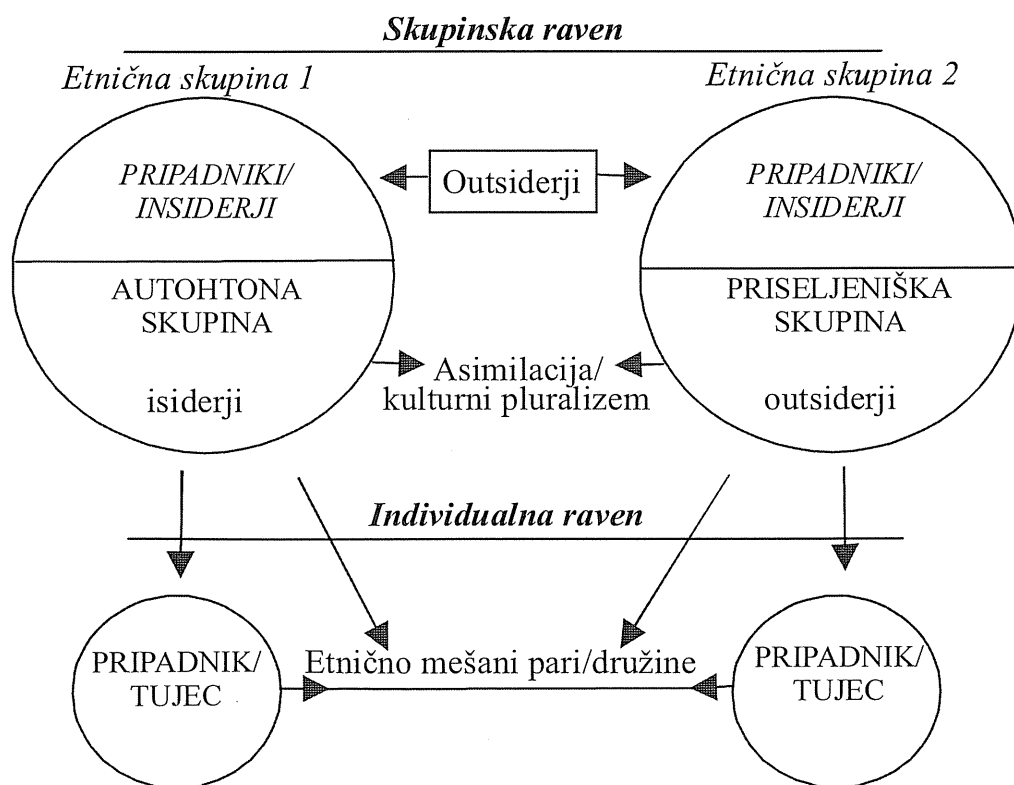 Skupinska raven
Etnična skupina 1
Etnična skupina 2
PRIPADNIKI/
INSIDERJI
Outsiderji
PRIPADNIKI/
INSIDERJI
AUTOHTONA
SKUPINA
PRISELJENIŠKA
SKUPINA
Asimilacija/
kulturni pluralizem
isiderji
outsiderji
Individualna raven
PRIPADNIK/
TUJEC
Etnično mešani pari/družine
PRIPADNIK/
TUJEC